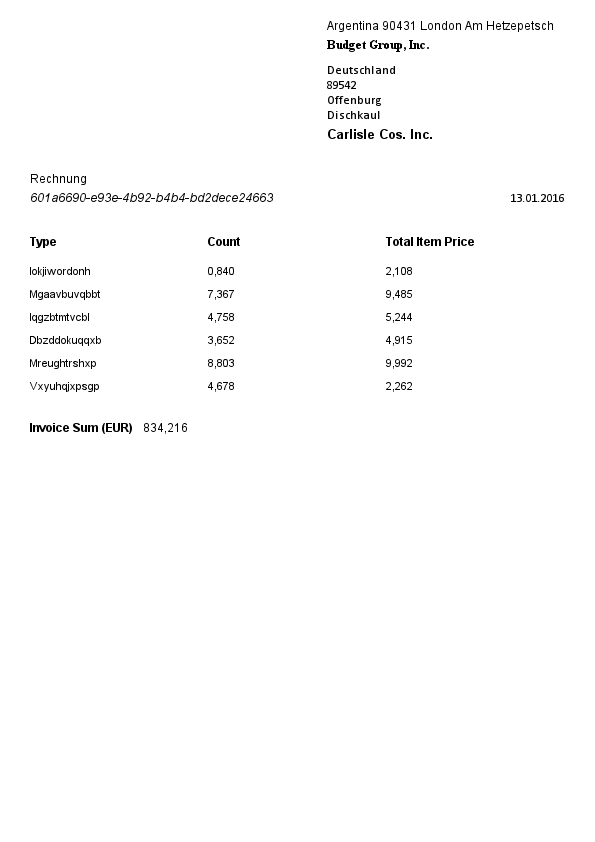 Argentina 90431 London Am Hetzepetsch
Budget Group, Inc.
Deutschland
89542
Offenburg
Dischkaul
Carlisle Cos. Inc.
Rechnung
601a6690-e93e-4b92-b4b4-bd2dece24663 13.01.2016
Type Count Total Item Price
Iokjiwordonh 0,840 2,108
Mgaavbuvqbbt 7,367 9,485
Iqgzbtmtvcbl 4,758 5,244
Dbzddokuqqxb 3,652 4,915
Mreughtrshxp 8,803 9,992
Vxyuhqjxpsgp 4,678 2,262
Invoice Sum (EUR) 834,216